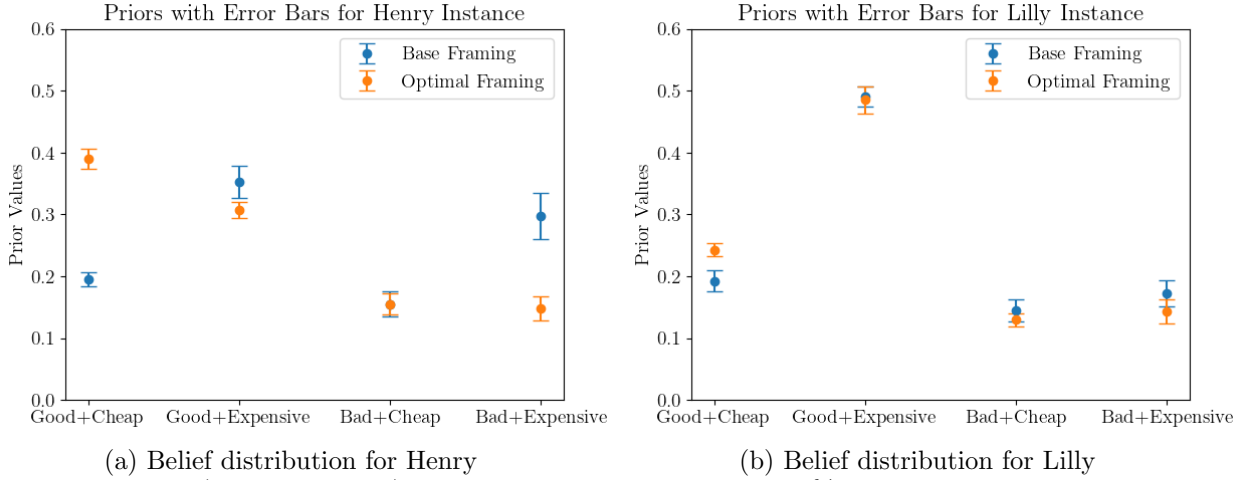 Priors with Error Bars for Henry Instance
Base Framing
Optimal Framing
Prior Values
0.6
0.5
0.4
0.3
0.2
0.1
0.0
Good+Cheap Good+Expensive Bad+Cheap Bad+Expensive
(a) Belief distribution for Henry
Priors with Error Bars for Lilly Instance
Base Framing
Optimal Framing
Prior Values
0.6
0.5
0.4
0.3
0.2
0.1
0.0
Good+Cheap Good+Expensive Bad+Cheap Bad+Expensive
(b) Belief distribution for Lilly